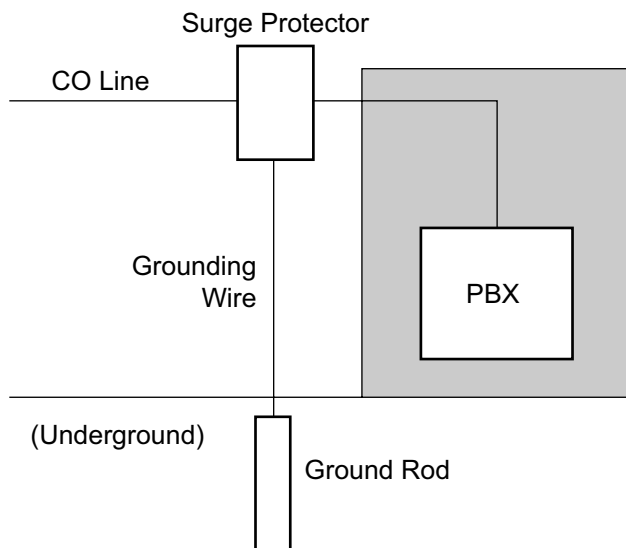 Surge Protector
CO Line
Grounding
Wire
PBX
(Underground)
Ground Rod